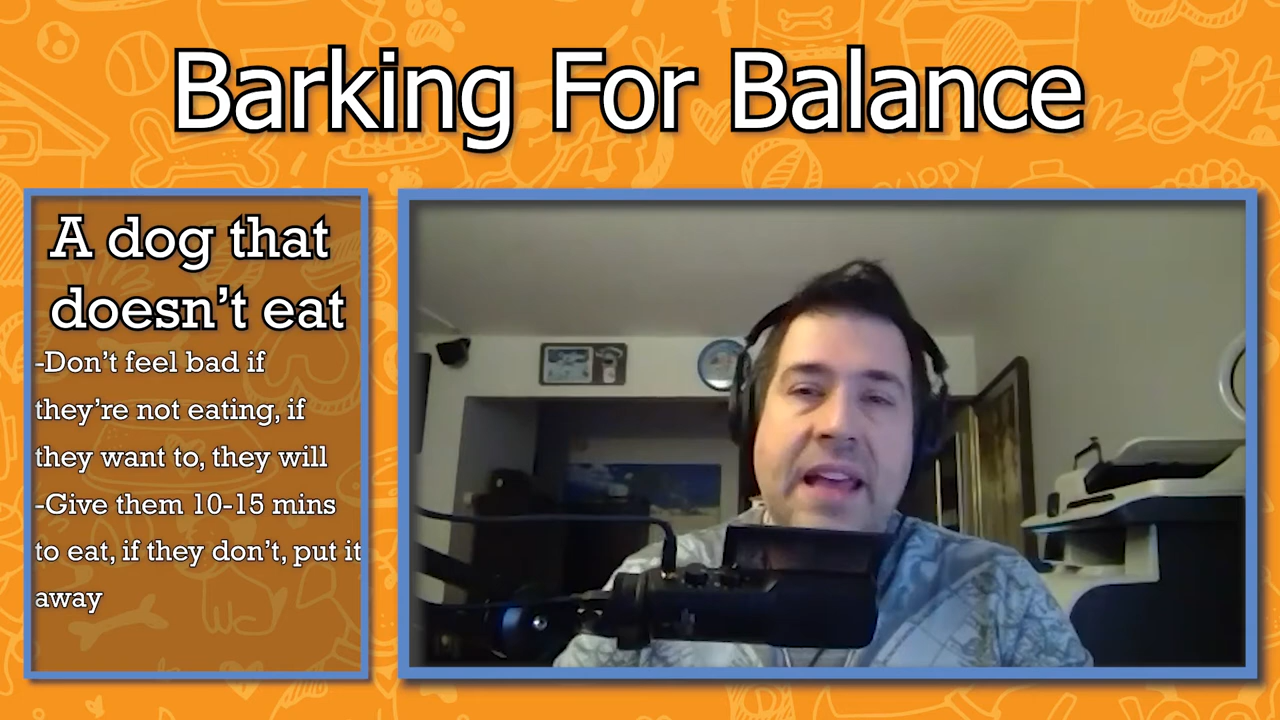 Barking For Balance
A dog that
doesn't eat
-Don't feel bad if
they're not eating, if
they want to, they will
-Give them 10-15 mins
to eat, if they don't, put it
away
PUPPY